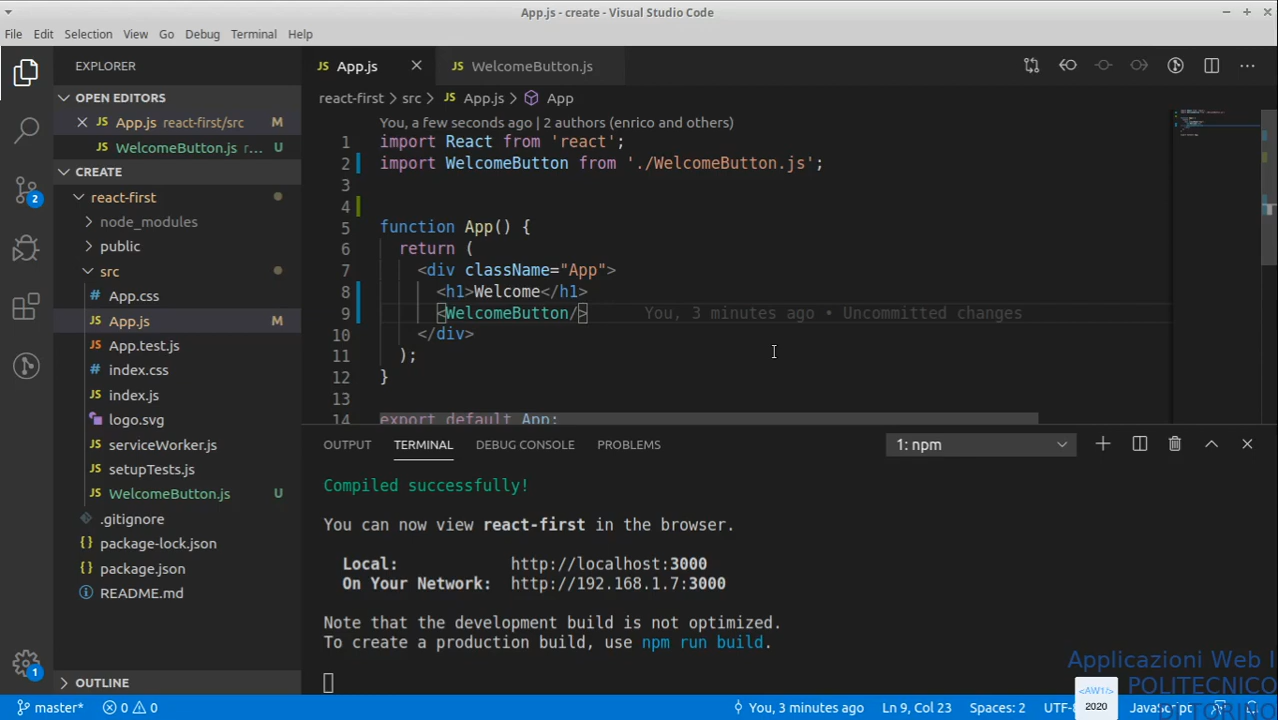 App.js - create - Visual Studio Code
File Edit Selection View Go Debug Terminal Help
EXPLORER
OPEN EDITORS
App.js react-first/src M
WelcomeButton.js r... U
CREATE
react-first
node_modules
public
src
App.css
App.js M
App.test.js
index.css
index.js
logo.svg
serviceWorker.js
setupTests.js
WelcomeButton.js U
.gitignore
package-lock.json
package.json
README.md
OUTLINE
JS App.js JS WelcomeButton.js
react-first > src > JS App.js > App
You, a few seconds ago | 2 authors (enrico and others)
1 import React from 'react';
2 import WelcomeButton from './WelcomeButton.js';
3
4
5 function App() {
6 return (
7 <div className="App">
8 <h1>Welcome</h1>
9 <WelcomeButton/> You, 3 minutes ago • Uncommitted changes
10 </div>
11 );
12 }
13
14 export default App;
OUTPUT TERMINAL DEBUG CONSOLE PROBLEMS 1: npm
Compiled successfully!
You can now view react-first in the browser.
Local: http://localhost:3000
On Your Network: http://192.168.1.7:3000
Note that the development build is not optimized.
To create a production build, use npm run build.
Applicazioni Web I
POLITECNICO
<AW1/>
2020
master* 0 0 You, 3 minutes ago Ln 9, Col 23 Spaces: 2 Javascript